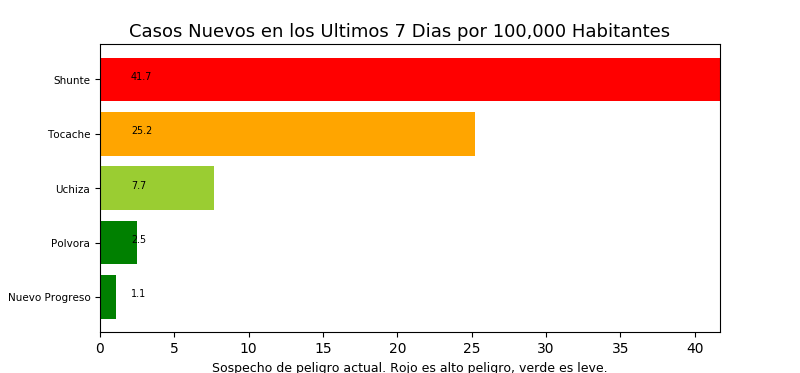 Casos Nuevos en los Ultimos 7 Dias por 100,000 Habitantes
Shunte 41.7
Tocache 25.2
Uchiza 7.7
Polvora 2.5
Nuevo Progreso 1.1
0 5 10 15 20 25 30 35 40
Sospecho de peligro actual. Rojo es alto peligro, verde es leve.